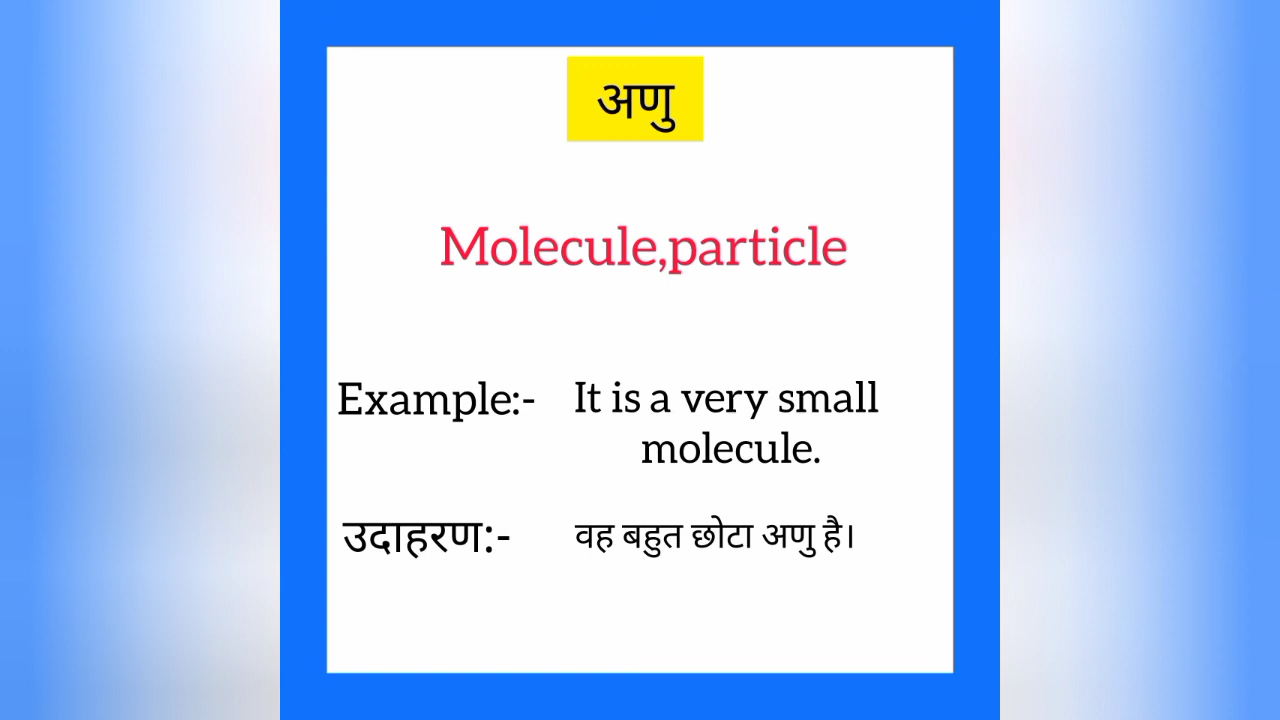 अणु
Molecule,particle
Example:- It is a very small
molecule.
उदाहरण:- वह बहुत छोटा अणु है।